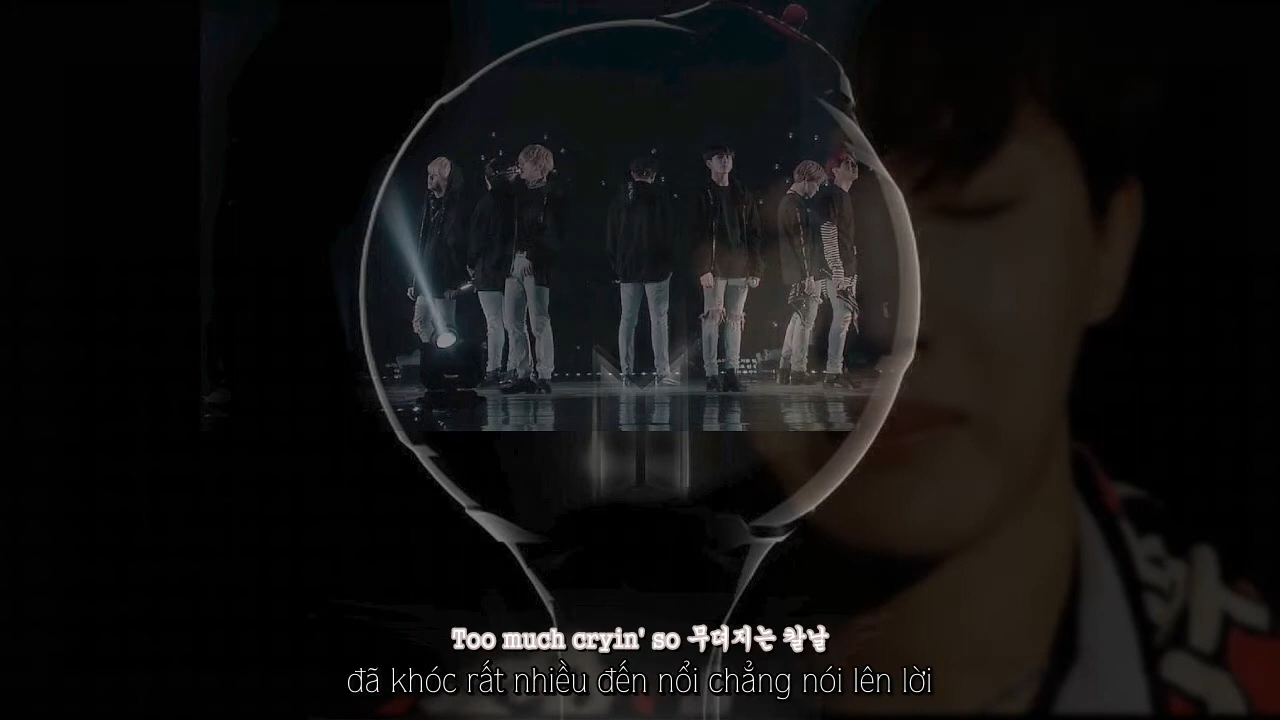 Too much cryin' so 무더지는 칼날
đã khóc rất nhiều đến nổi chẳng nói lên lời